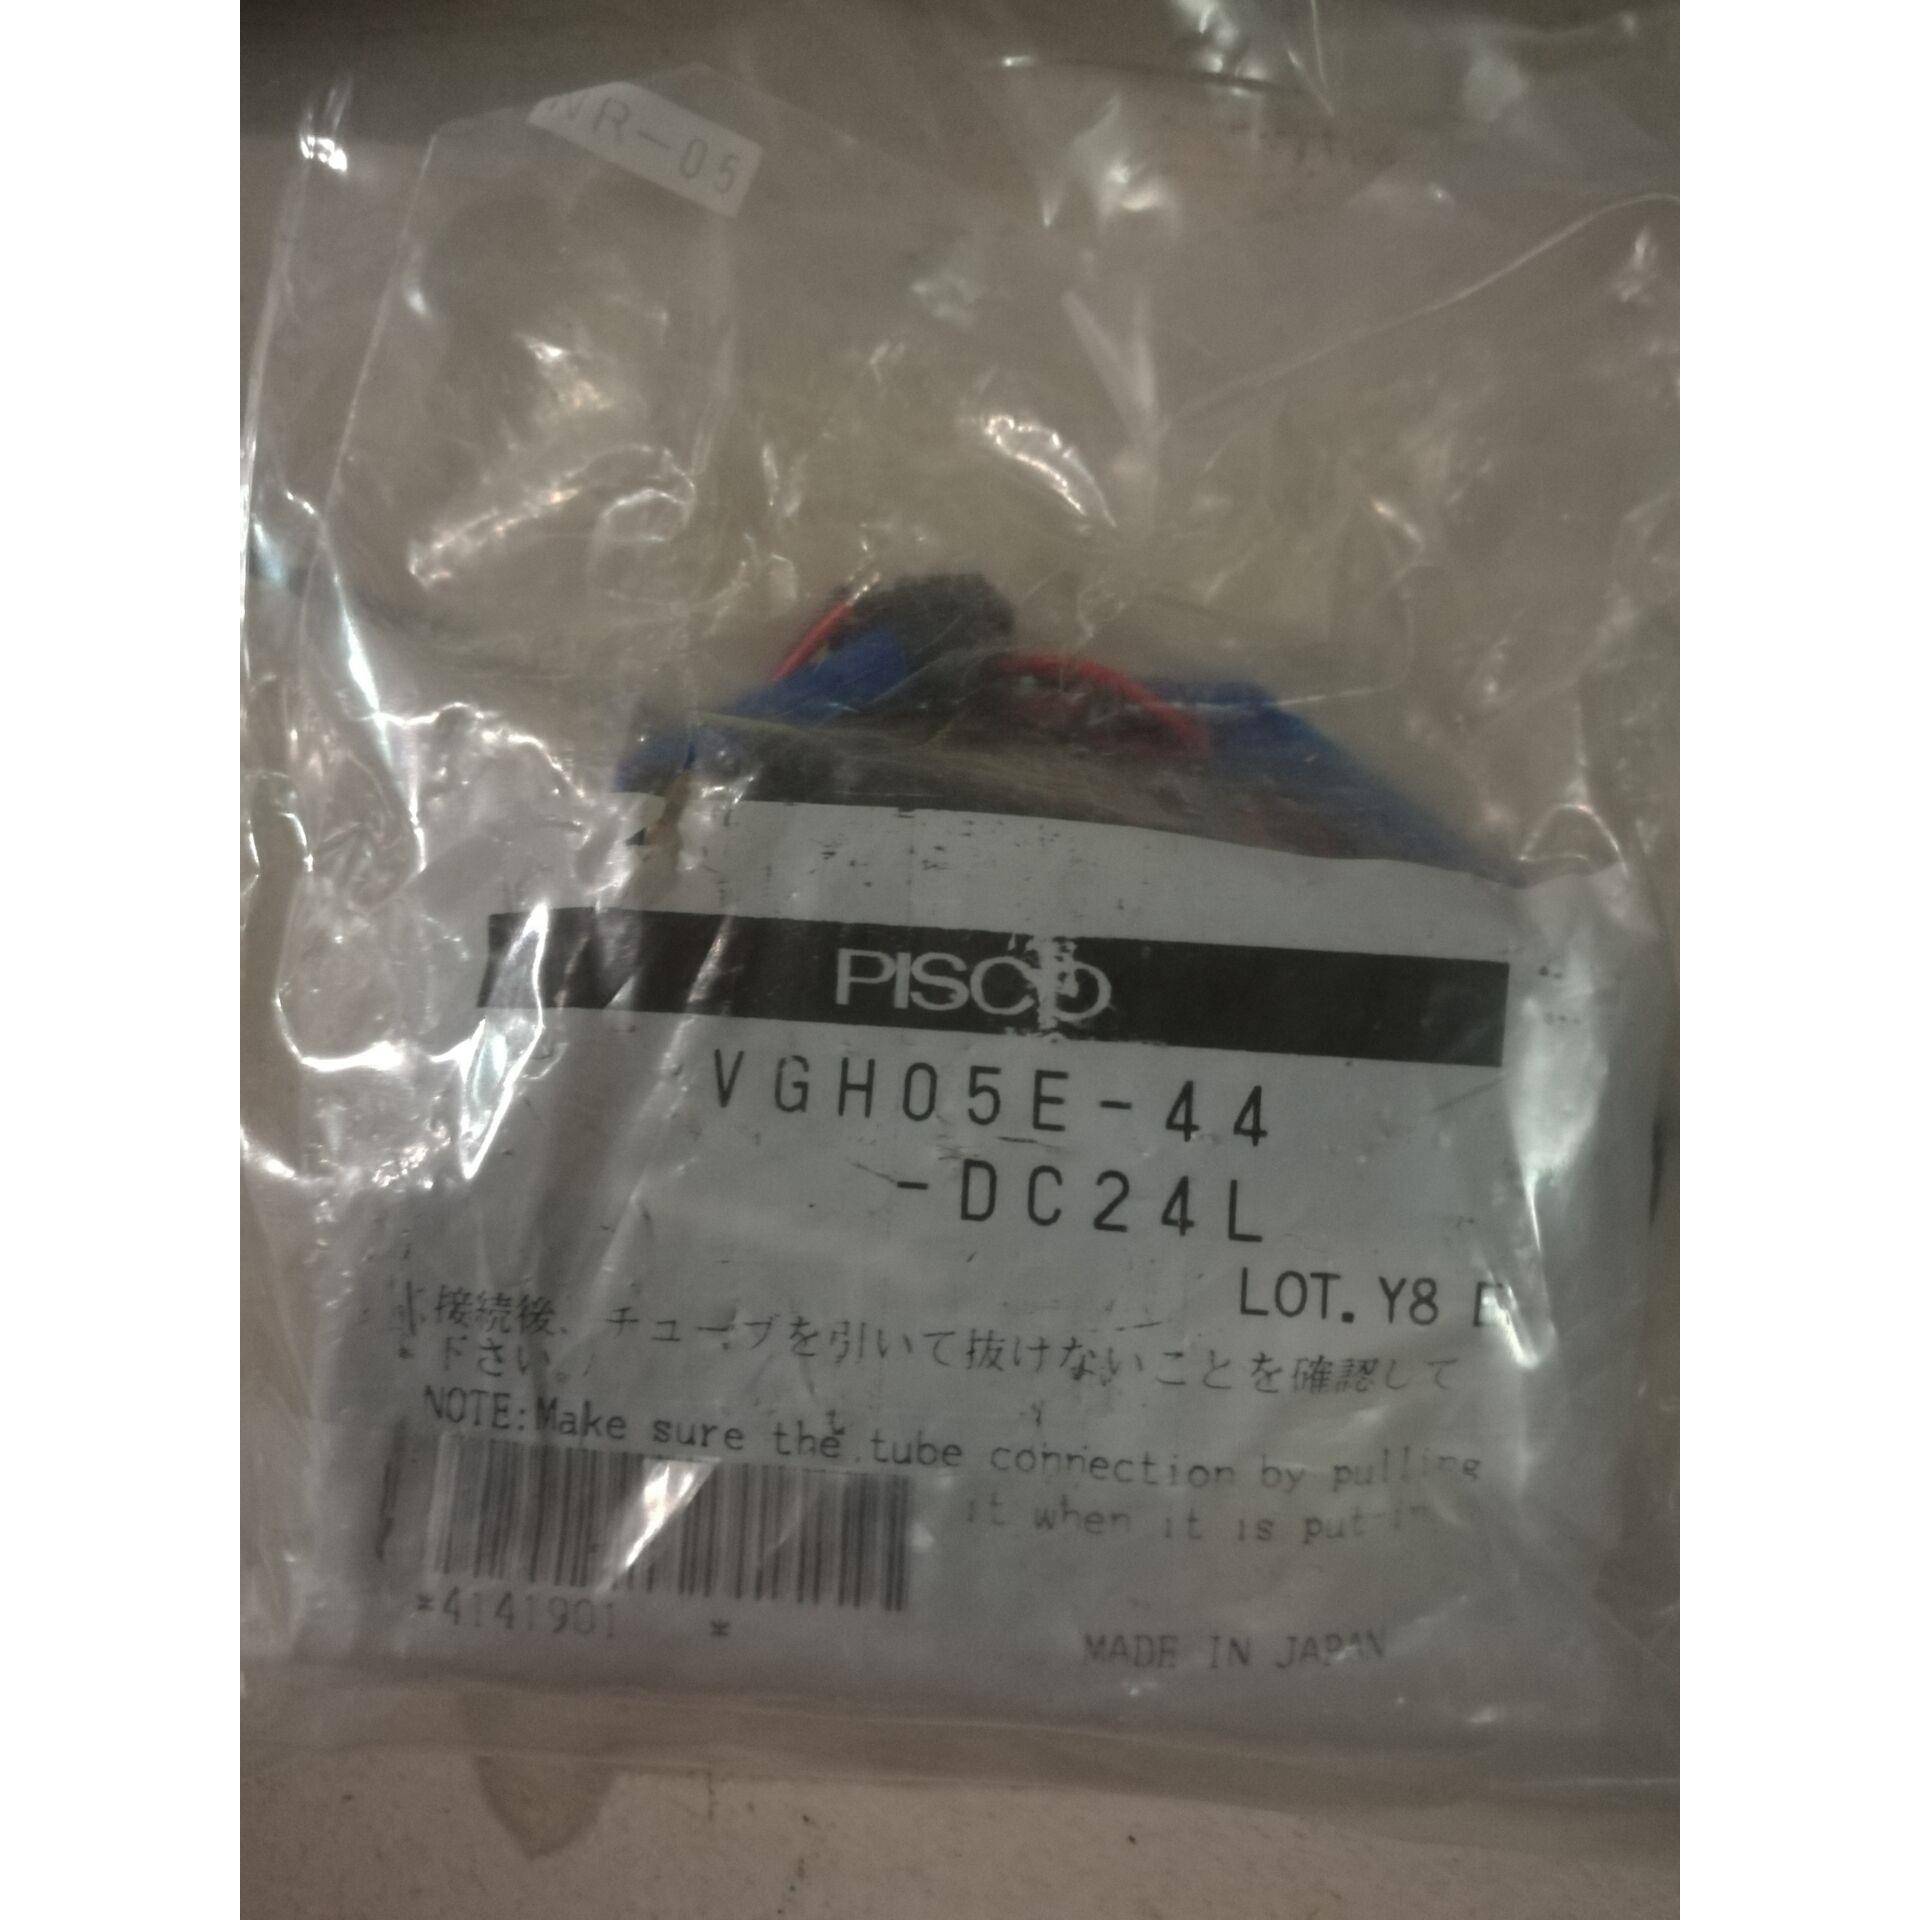 NR-05
PISCO
VGH05E-44
-DC24L
LOT. Y8
接続後、チューブを引いて抜けないことを確認して
下さい。
NOTE:Make sure the tube connection by pulling
it when it is put in
*4141901 *
MADE IN JAPAN